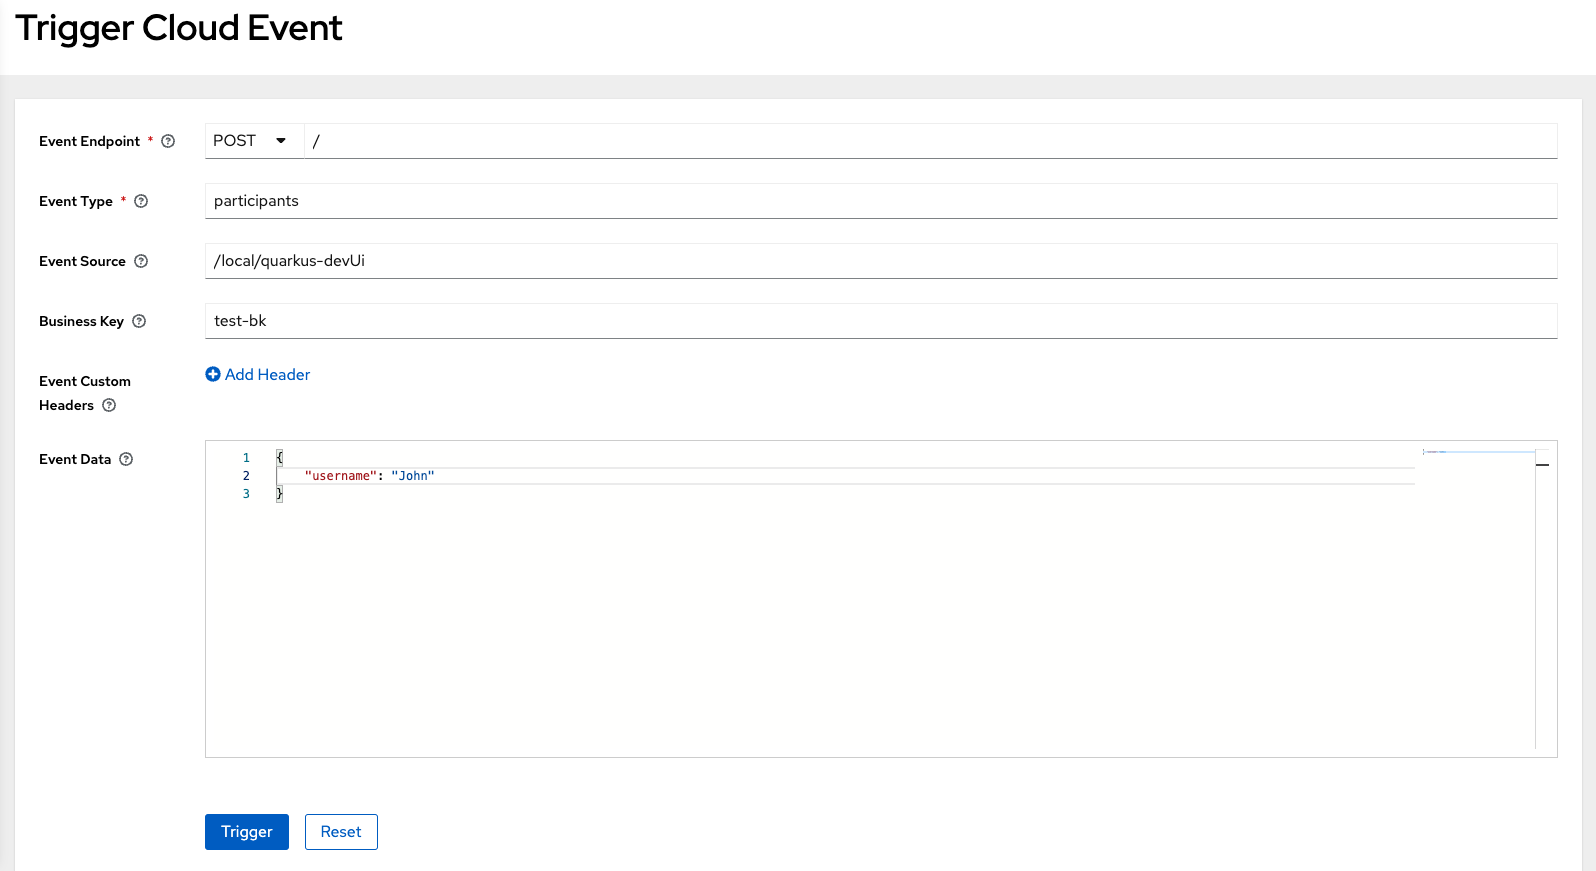 Trigger Cloud Event
Event Endpoint * POST /
Event Type * participants
Event Source /local/quarkus-devUi
Business Key test-bk
Event Custom Headers Add Header
Event Data
1 {
2 "username": "John"
3 }
Trigger Reset